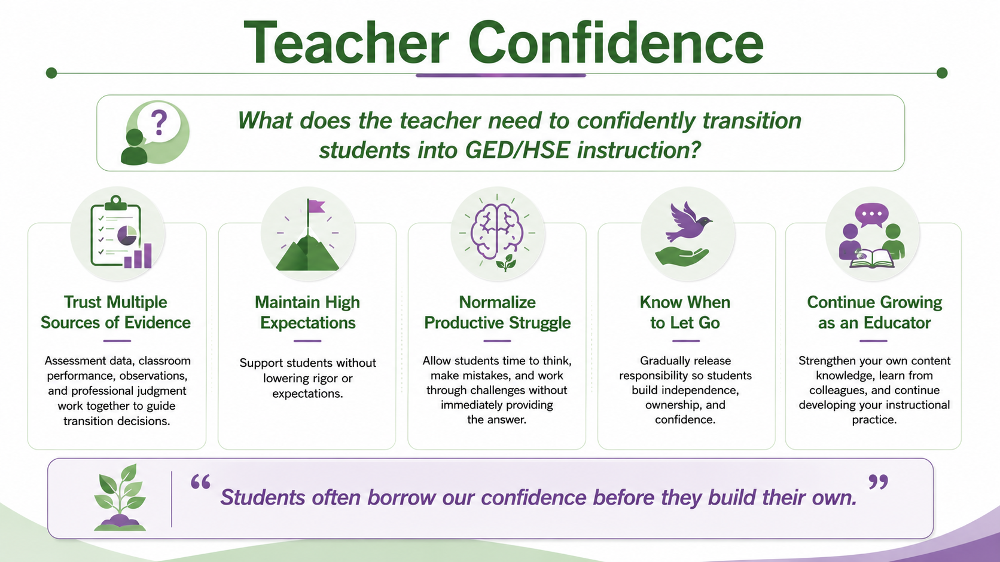 Teacher Confidence
?
What does the teacher need to confidently transition
students into GED/HSE instruction?
Trust Multiple
Sources of Evidence
Assessment data, classroom
performance, observations,
and professional judgment
work together to guide
transition decisions.
Maintain High
Expectations
Support students without
lowering rigor or
expectations.
Normalize
Productive Struggle
Allow students time to think,
make mistakes, and work
through challenges without
immediately providing
the answer.
Know When
to Let Go
Gradually release
responsibility so students
build independence,
ownership, and
confidence.
Continue Growing
as an Educator
Strengthen your own content
knowledge, learn from
colleagues, and continue
developing your instructional
practice.
“Students often borrow our confidence before they build their own.”